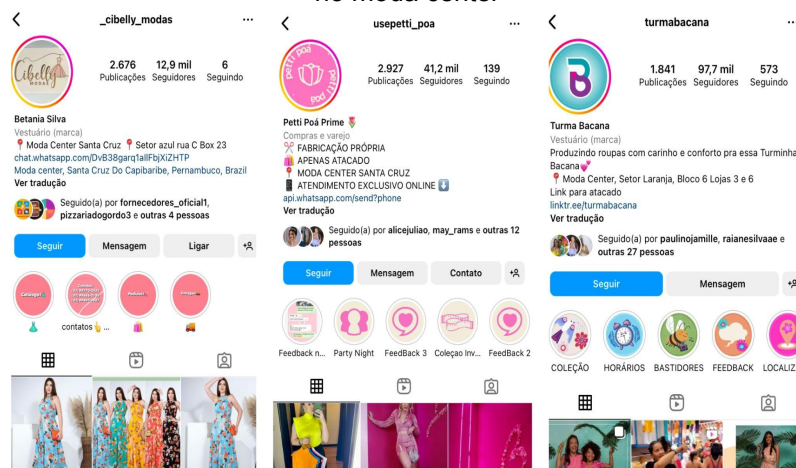 no moda center
_cibelly_modas
Cibelly
MODAS
2.676 12,9 mil 6
Publicações Seguidores Seguindo
Betania Silva
Vestuário (marca)
📍 Moda Center Santa Cruz 📍 Setor azul rua C Box 23
chat.whatsapp.com/DvB38garq1allFbjXiZHTP
Moda center, Santa Cruz Do Capibaribe, Pernambuco, Brazil
Ver tradução
Seguido(a) por fornecedores_oficial1,
pizzariadogordo3 e outras 4 pessoas
Seguir Mensagem Ligar
contatos👆...
usepetti_poa
petti poa
petti poa
2.927 41,2 mil 139
Publicações Seguidores Seguindo
Petti Poá Prime 🌷
Compras e varejo
✂️ FABRICAÇÃO PRÓPRIA
🛍️ APENAS ATACADO
📍 MODA CENTER SANTA CRUZ
📱 ATENDIMENTO EXCLUSIVO ONLINE ⬇️
api.whatsapp.com/send?phone
Ver tradução
Seguido(a) por alicejuliao, may_rams e outras 12
pessoas
Seguir Mensagem Contato
Feedback n... Party Night FeedBack 3 Coleçao Inv... FeedBack 2
turmabacana
B
1.841 97,7 mil 573
Publicações Seguidores Seguindo
Turma Bacana
Vestuário (marca)
Produzindo roupas com carinho e conforto pra essa Turminha
Bacana💕
📍 Moda Center, Setor Laranja, Bloco 6 Lojas 3 e 6
Link para atacado
linktr.ee/turmabacana
Ver tradução
Seguido(a) por paulinojamille, raianesilvaae e
outras 27 pessoas
Seguir Mensagem
COLEÇÃO HORÁRIOS BASTIDORES FEEDBACK LOCALIZ